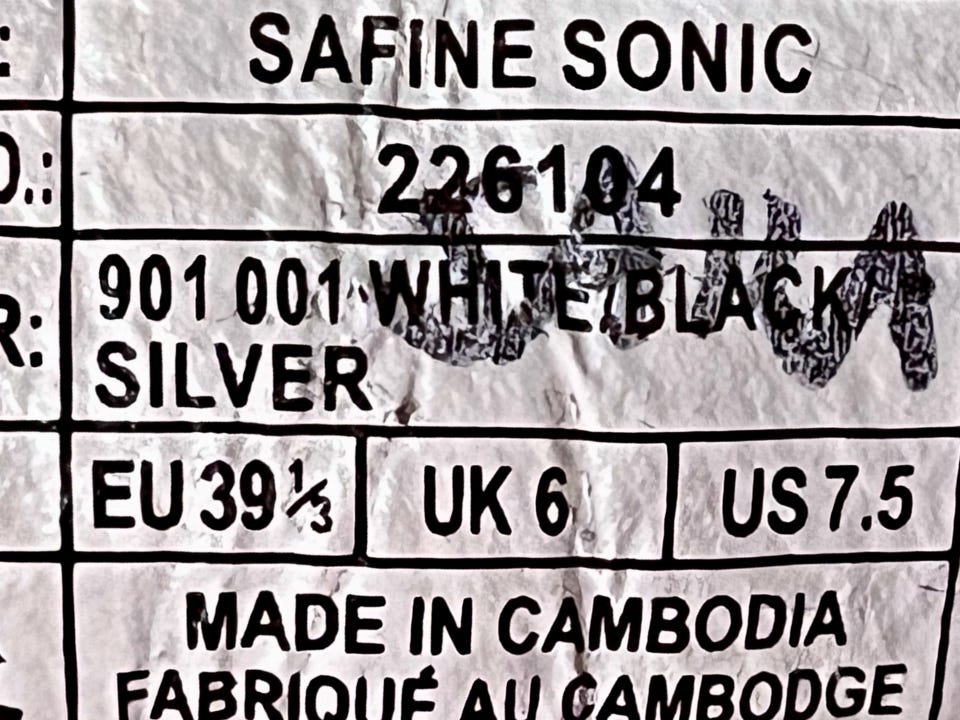 : SAFINE SONIC
O.: 226104
R: 901 001 WHITE/BLACK/
SILVER
EU 39⅓ UK 6 US 7.5
MADE IN CAMBODIA
FABRIQUÉ AU CAMBODGE